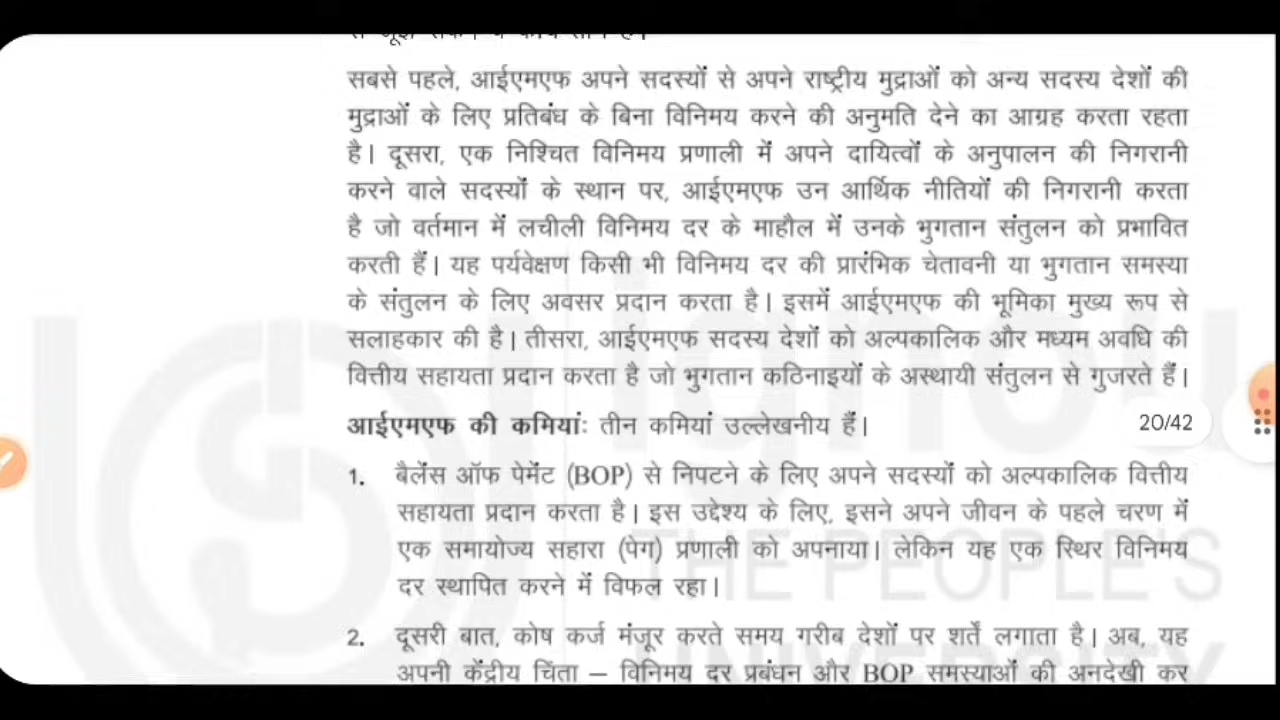 सबसे पहले, आईएमएफ अपने सदस्यों से अपने राष्ट्रीय मुद्राओं को अन्य सदस्य देशों की
मुद्राओं के लिए प्रतिबंध के बिना विनिमय करने की अनुमति देने का आग्रह करता रहता
है। दूसरा, एक निश्चित विनिमय प्रणाली में अपने दायित्वों के अनुपालन की निगरानी
करने वाले सदस्यों के स्थान पर, आईएमएफ उन आर्थिक नीतियों की निगरानी करता
है जो वर्तमान में लचीली विनिमय दर के माहौल में उनके भुगतान संतुलन को प्रभावित
करती हैं। यह पर्यवेक्षण किसी भी विनिमय दर की प्रारंभिक चेतावनी या भुगतान समस्या
के संतुलन के लिए अवसर प्रदान करता है। इसमें आईएमएफ की भूमिका मुख्य रूप से
सलाहकार की है। तीसरा, आईएमएफ सदस्य देशों को अल्पकालिक और मध्यम अवधि की
वित्तीय सहायता प्रदान करता है जो भुगतान कठिनाइयों के अस्थायी संतुलन से गुजरते हैं।
आईएमएफ की कमियांः तीन कमियां उल्लेखनीय हैं।
20/42
1. बैलेंस ऑफ पेमेंट (BOP) से निपटने के लिए अपने सदस्यों को अल्पकालिक वित्तीय
सहायता प्रदान करता है। इस उद्देश्य के लिए, इसने अपने जीवन के पहले चरण में
एक समायोज्य सहारा (पेग) प्रणाली को अपनाया। लेकिन यह एक स्थिर विनिमय
दर स्थापित करने में विफल रहा।
2. दूसरी बात, कोष कर्ज मंजूर करते समय गरीब देशों पर शर्तें लगाता है। अब, यह
अपनी केंद्रीय चिंता – विनिमय दर प्रबंधन और BOP समस्याओं की अनदेखी कर
ignou
THE PEOPLE'S
UNIVERSITY